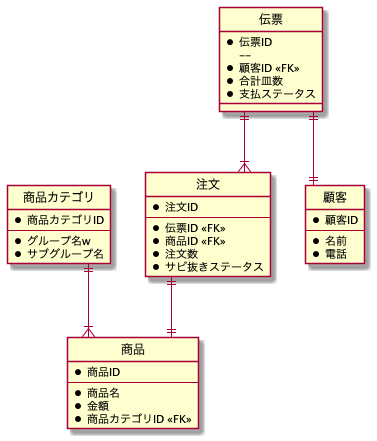 伝票
伝票ID
--
顧客ID «FK»
合計皿数
支払ステータス
注文
注文ID
伝票ID «FK»
商品ID «FK»
注文数
サビ抜きステータス
顧客
顧客ID
名前
電話
商品カテゴリ
商品カテゴリID
グループ名w
サブグループ名
商品
商品ID
商品名
金額
商品カテゴリID «FK»